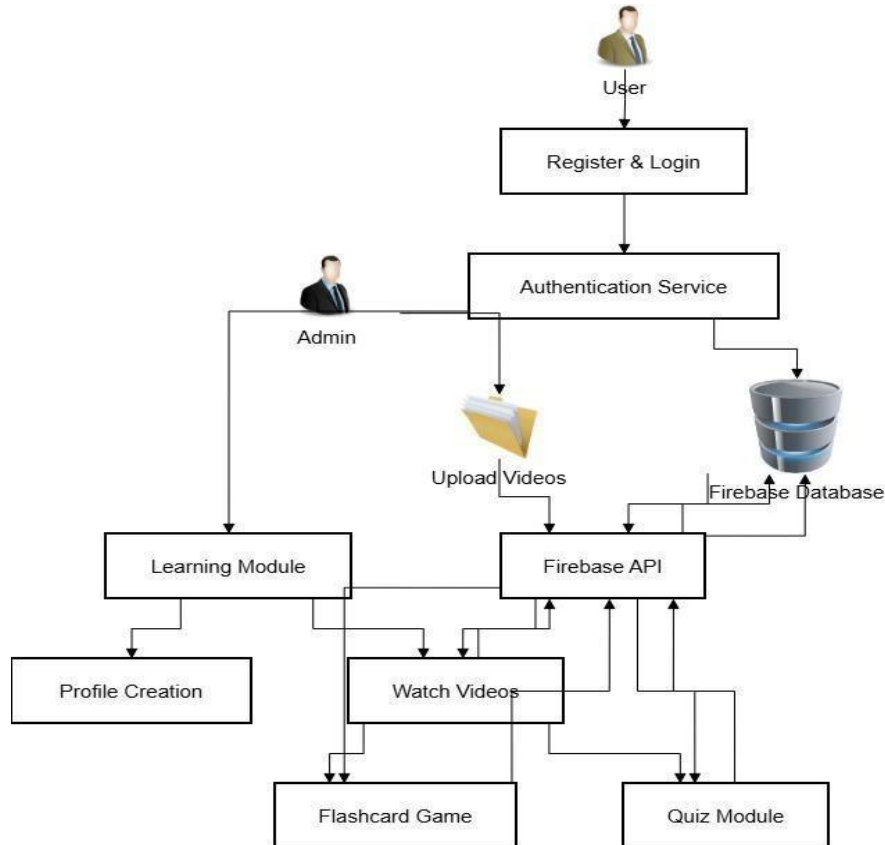 User
Register & Login
Authentication Service
Admin
Upload Videos
Firebase Database
Learning Module
Firebase API
Profile Creation
Watch Videos
Flashcard Game
Quiz Module